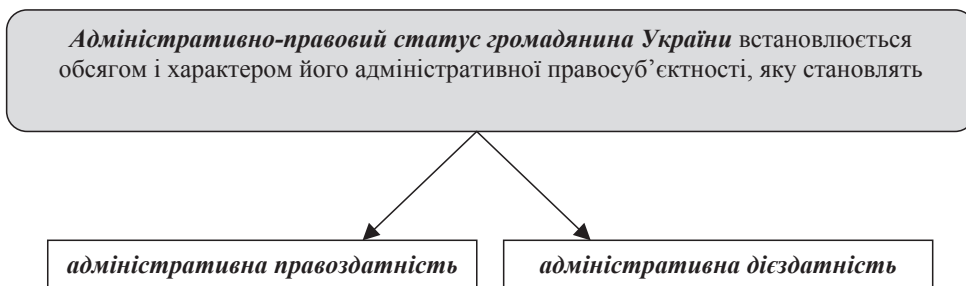 Адміністративно-правовий статус громадянина України встановлюється
обсягом і характером його адміністративної правосуб’єктності, яку становлять
адміністративна правоздатність
адміністративна дієздатність